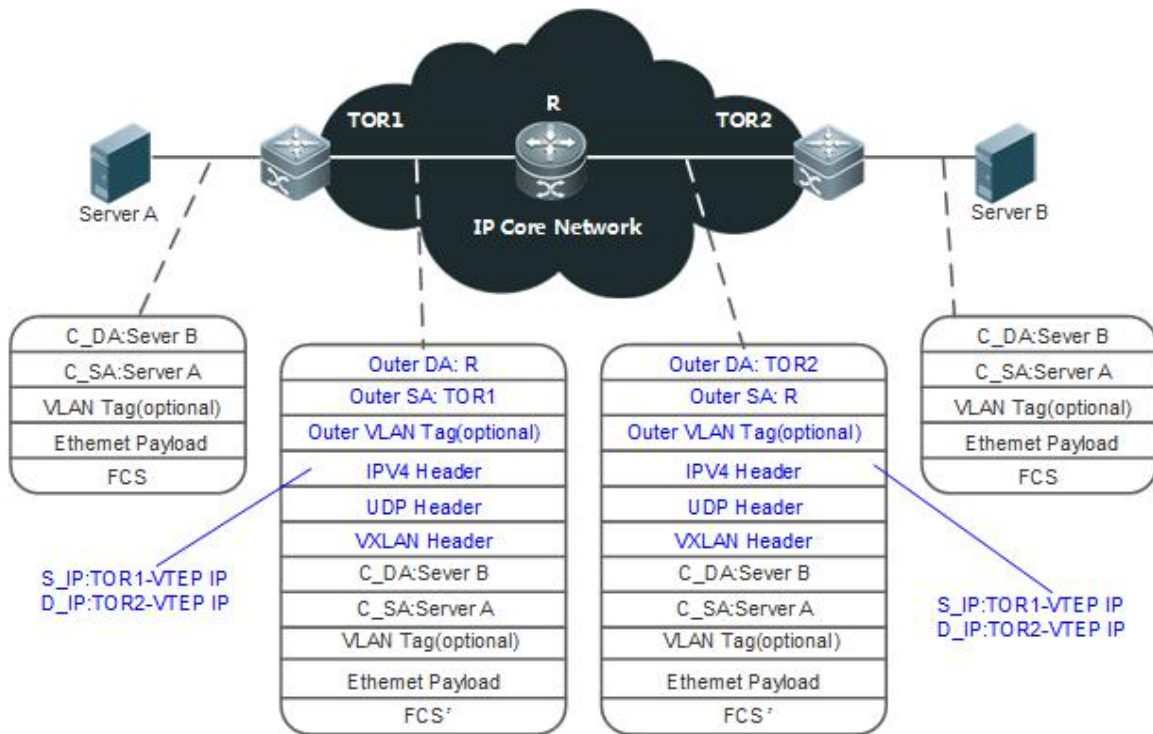 TOR1
R
TOR2
Server A
IP Core Network
Server B
C_DA:Sever B
C_SA:Server A
VLAN Tag(optional)
Ethemet Payload
FCS
Outer DA: R
Outer SA: TOR1
Outer VLAN Tag(optional)
IPV4 Header
UDP Header
VXLAN Header
C_DA:Sever B
C_SA:Server A
VLAN Tag(optional)
Ethemet Payload
FCS'
S_IP:TOR1-VTEP IP
D_IP:TOR2-VTEP IP
Outer DA: TOR2
Outer SA: R
Outer VLAN Tag(optional)
IPV4 Header
UDP Header
VXLAN Header
C_DA:Sever B
C_SA:Server A
VLAN Tag(optional)
Ethemet Payload
FCS'
C_DA:Sever B
C_SA:Server A
VLAN Tag(optional)
Ethemet Payload
FCS
S_IP:TOR1-VTEP IP
D_IP:TOR2-VTEP IP